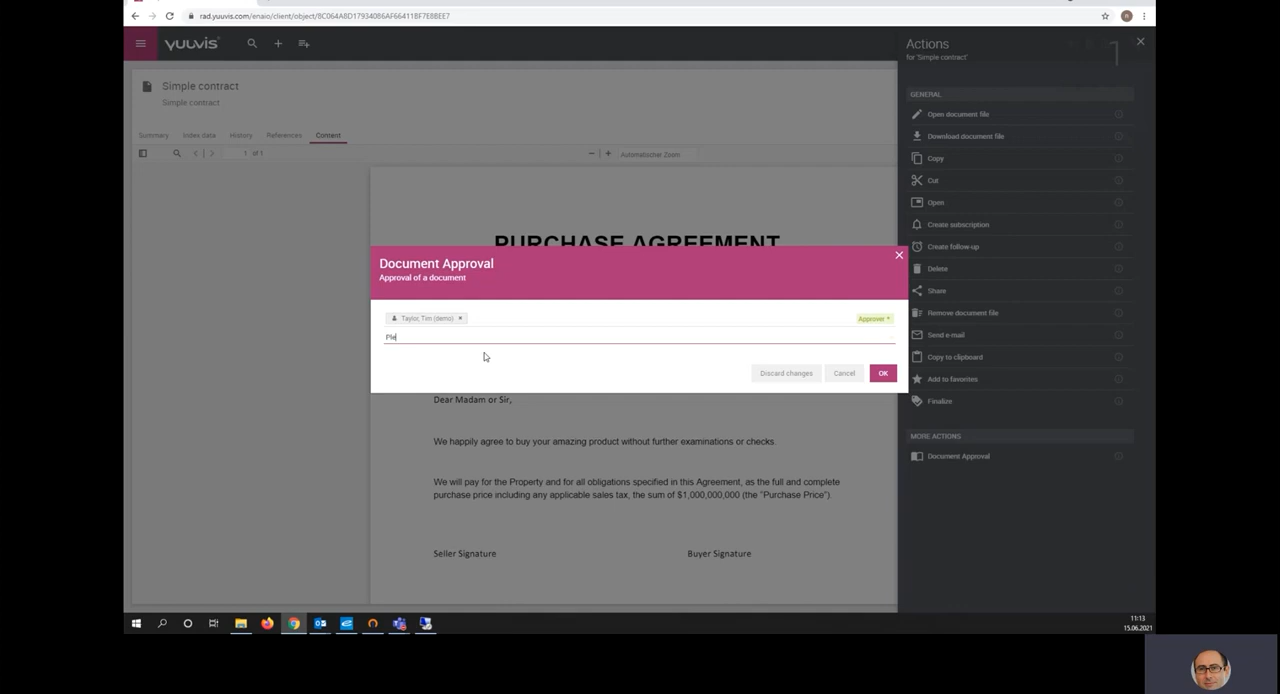 rad.yuuvis.com/enaio/client/object/8C064A8D17934086AF66411BF7E8BEE7
yuuvis
Actions
for 'Simple contract'
Simple contract
Simple contract
GENERAL
Open document file
Download document file
Copy
Cut
Open
Create subscription
Create follow-up
Delete
Share
Remove document file
Send e-mail
Copy to clipboard
Add to favorites
Finalize
MORE ACTIONS
Document Approval
Summary Index data History References Content
1 of 1 Automatischer Zoom
PURCHASE AGREEMENT
Document Approval
Approval of a document
Taylor, Tim (demo) × Approver *
Ple
Discard changes Cancel OK
Dear Madam or Sir,
We happily agree to buy your amazing product without further examinations or checks.
We will pay for the Property and for all obligations specified in this Agreement, as the full and complete
purchase price including any applicable sales tax, the sum of $1,000,000,000 (the "Purchase Price").
Seller Signature Buyer Signature
11:13
15.06.2021